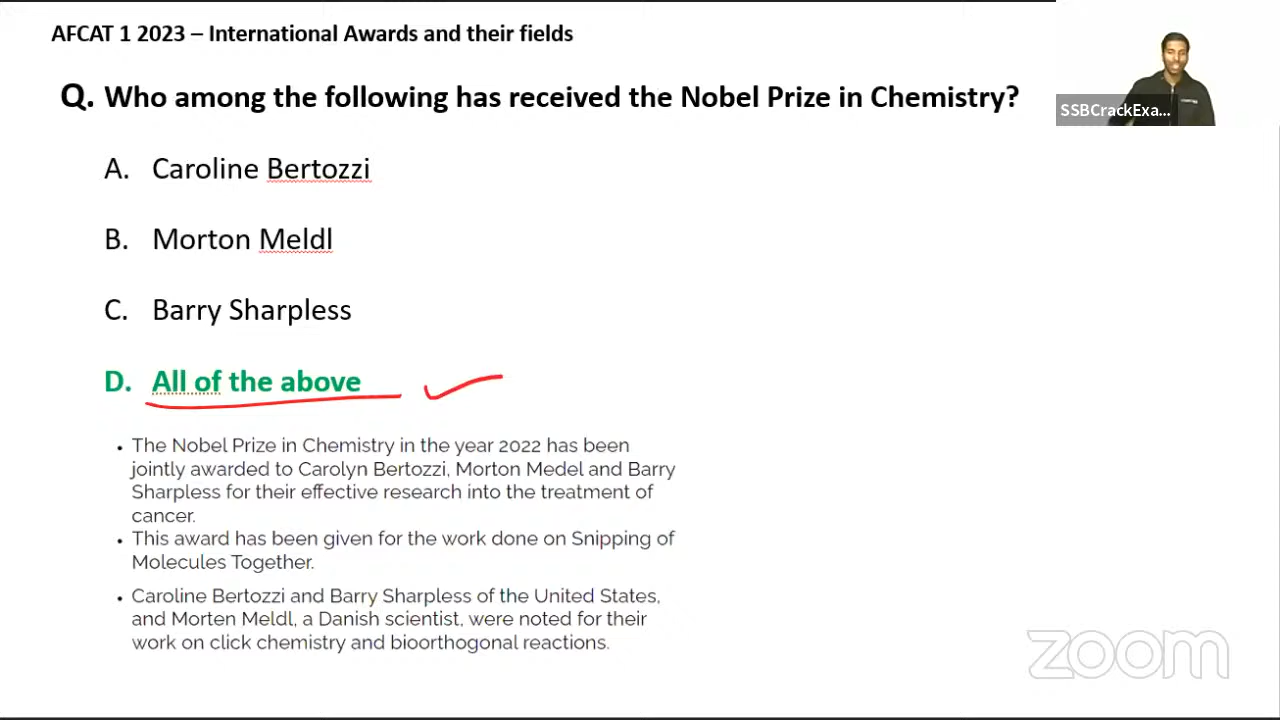 AFCAT 1 2023 – International Awards and their fields
Q. Who among the following has received the Nobel Prize in Chemistry?
SSBCrackExa...
A. Caroline Bertozzi
B. Morton Meldl
C. Barry Sharpless
D. All of the above
• The Nobel Prize in Chemistry in the year 2022 has been
jointly awarded to Carolyn Bertozzi, Morton Medel and Barry
Sharpless for their effective research into the treatment of
cancer.
• This award has been given for the work done on Snipping of
Molecules Together.
• Caroline Bertozzi and Barry Sharpless of the United States,
and Morten Meldl, a Danish scientist, were noted for their
work on click chemistry and bioorthogonal reactions.
zoom